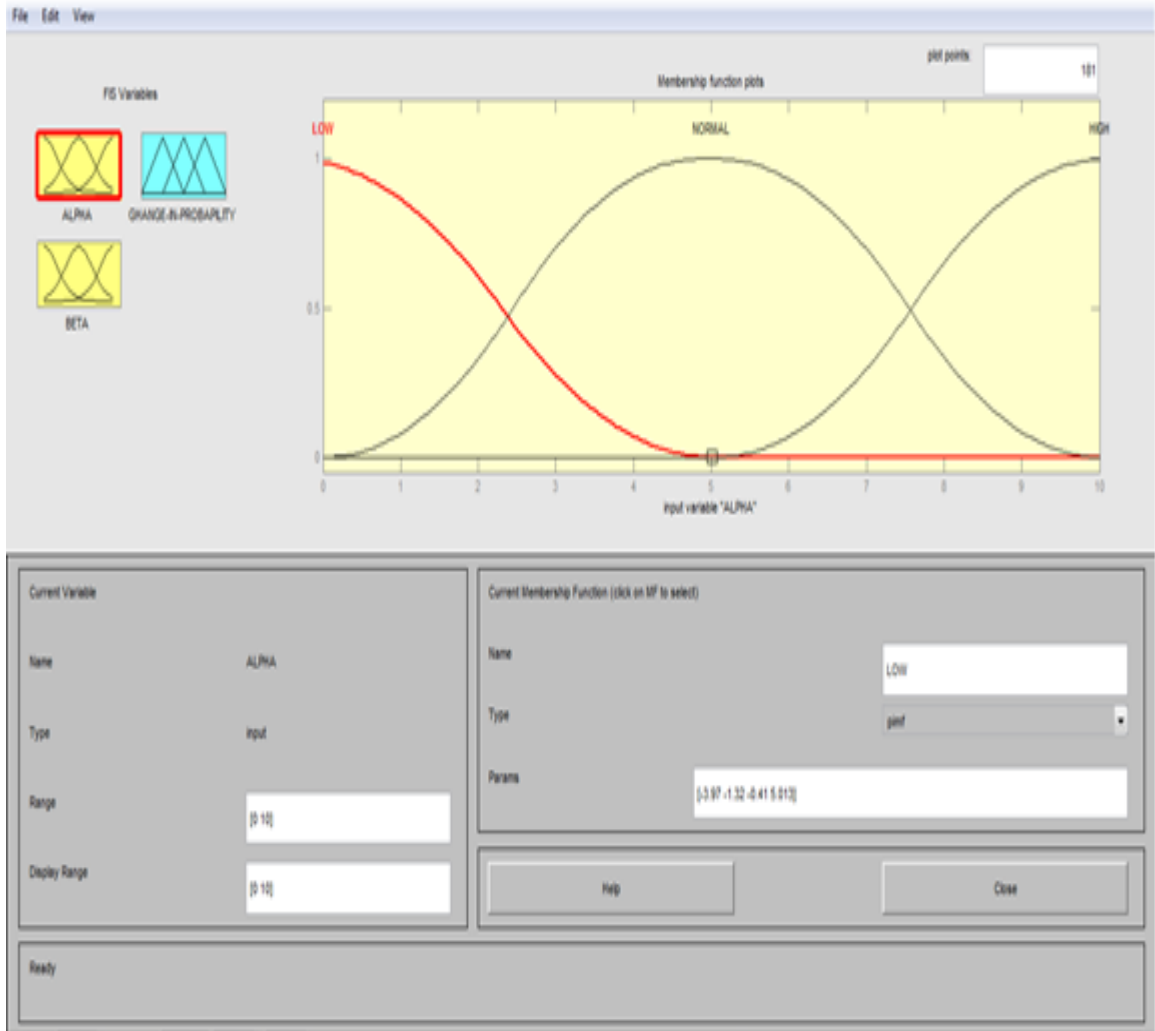 File Edit View
plot points:
181
FIS Variables
Membership function plots
LOW
NORMAL
HIGH
1
0.5
0
0 1 2 3 4 5 6 7 8 9 10
input variable "ALPHA"
ALPHA
GHANGE-IN-PROBAPILITY
BETA
Current Variable
Name ALPHA
Type input
Range [0 10]
Display Range [0 10]
Current Membership Function (click on MF to select)
Name LOW
Type pimf
Params [-3.97 -1.32 -0.41 5.013]
Help Close
Ready